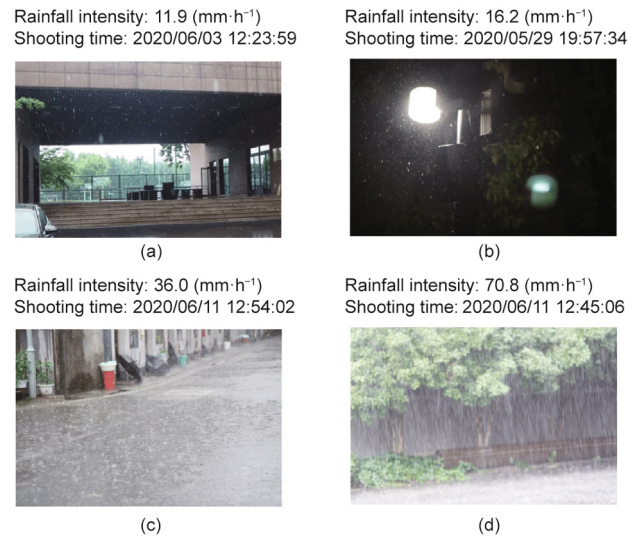 Rainfall intensity: 11.9 (mm·h⁻¹)
Shooting time: 2020/06/03 12:23:59
(a)
Rainfall intensity: 16.2 (mm·h⁻¹)
Shooting time: 2020/05/29 19:57:34
(b)
Rainfall intensity: 36.0 (mm·h⁻¹)
Shooting time: 2020/06/11 12:54:02
(c)
Rainfall intensity: 70.8 (mm·h⁻¹)
Shooting time: 2020/06/11 12:45:06
(d)